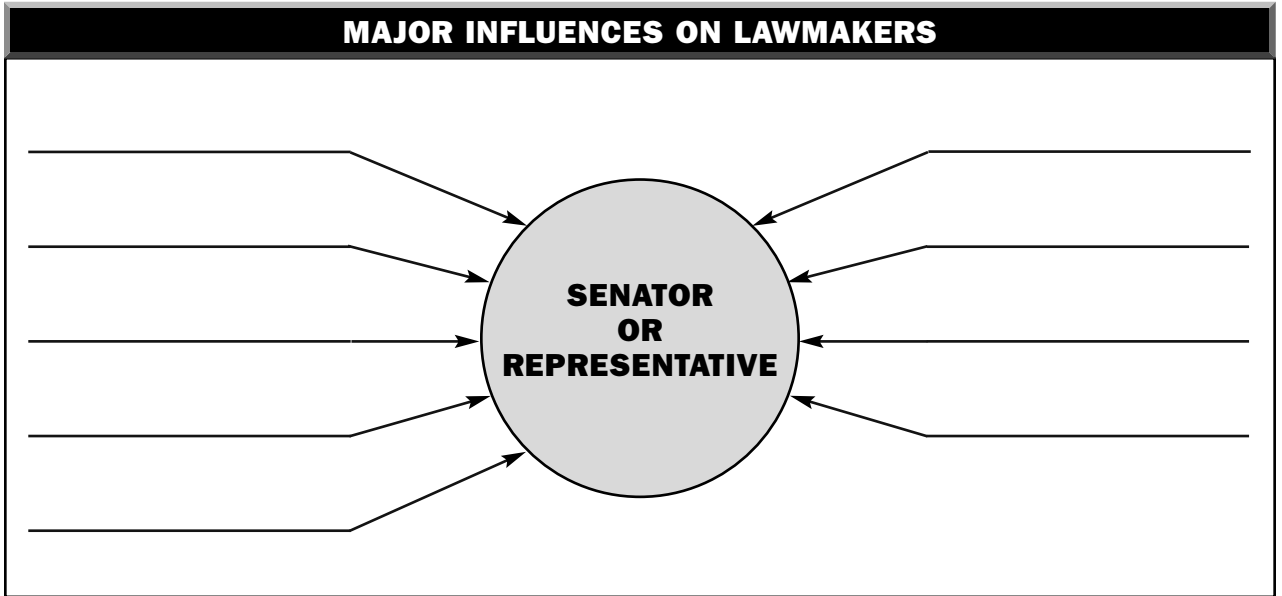 MAJOR INFLUENCES ON LAWMAKERS
SENATOR
OR
REPRESENTATIVE